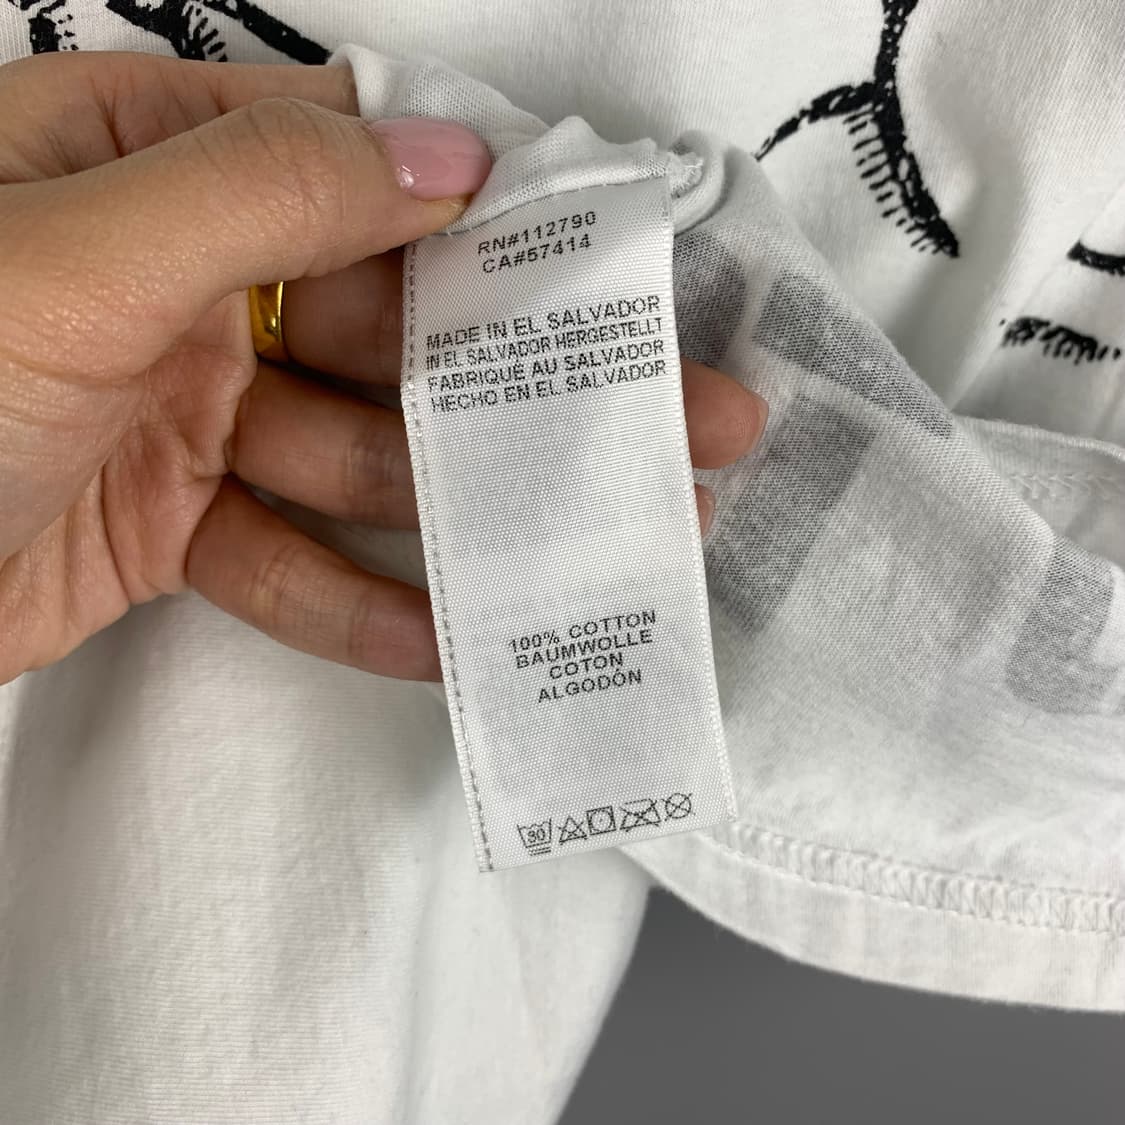 RN#112790
CA#57414
MADE IN EL SALVADOR
IN EL SALVADOR HERGESTELLT
FABRIQUÉ AU SALVADOR
HECHO EN EL SALVADOR
100% COTTON
BAUMWOLLE
COTON
ALGODÓN
30